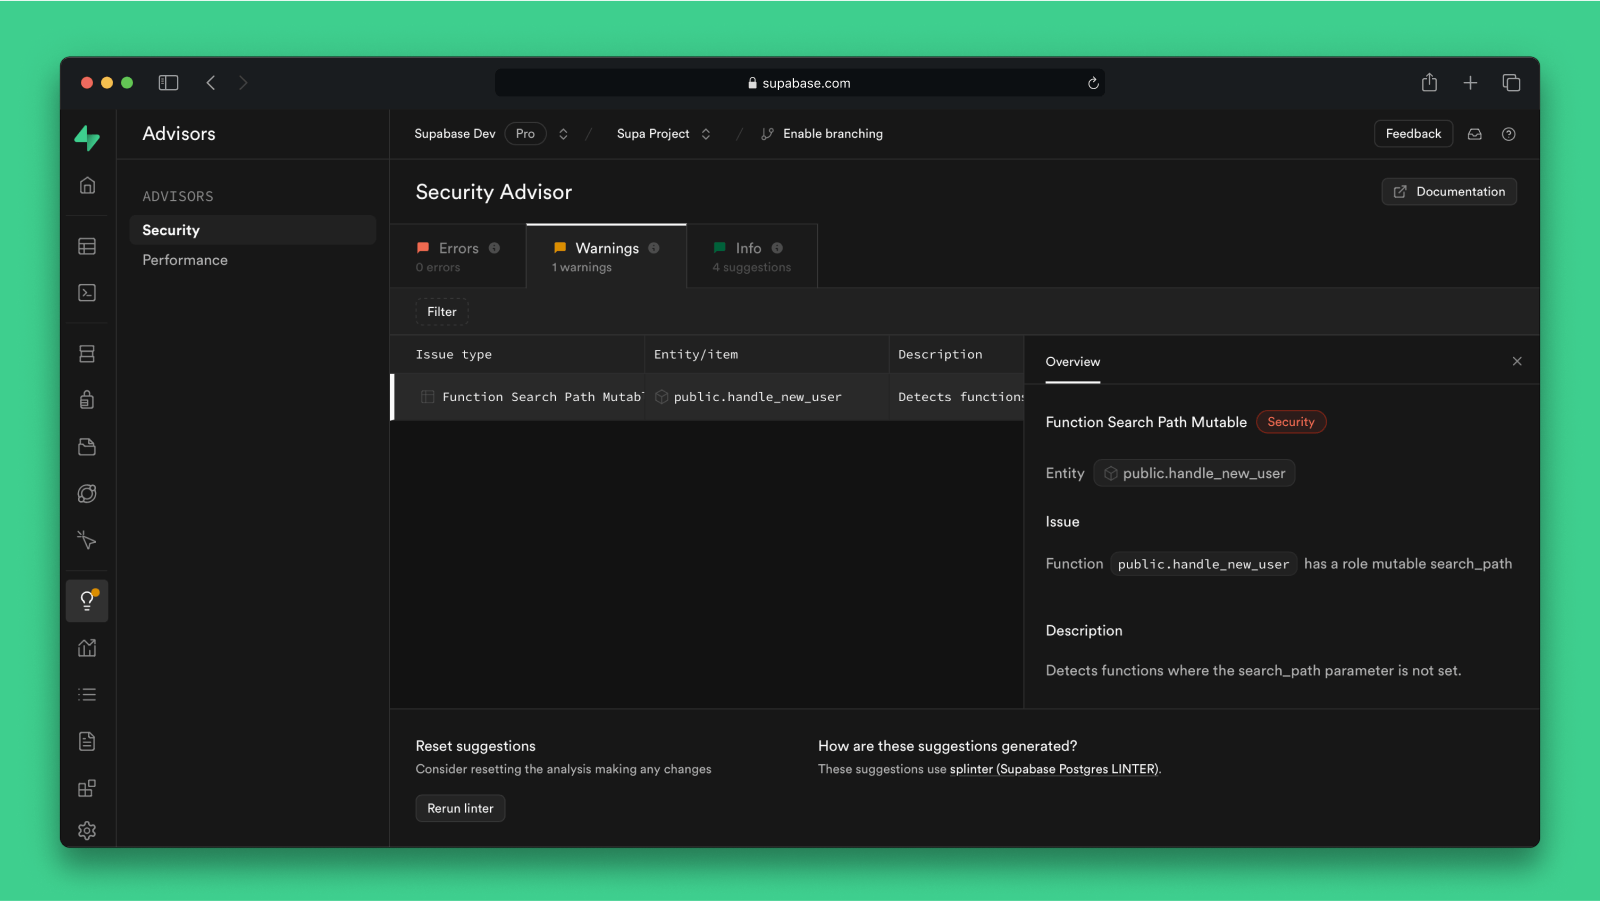 supabase.com
Advisors
Supabase Dev Pro / Supa Project / Enable branching
Feedback
ADVISORS
Security
Performance
Security Advisor
Documentation
Errors
0 errors
Warnings
1 warnings
Info
4 suggestions
Filter
Issue type Entity/item Description
Function Search Path Mutabl public.handle_new_user Detects functions
Overview
Function Search Path Mutable Security
Entity public.handle_new_user
Issue
Function public.handle_new_user has a role mutable search_path
Description
Detects functions where the search_path parameter is not set.
Reset suggestions
Consider resetting the analysis making any changes
Rerun linter
How are these suggestions generated?
These suggestions use splinter (Supabase Postgres LINTER).